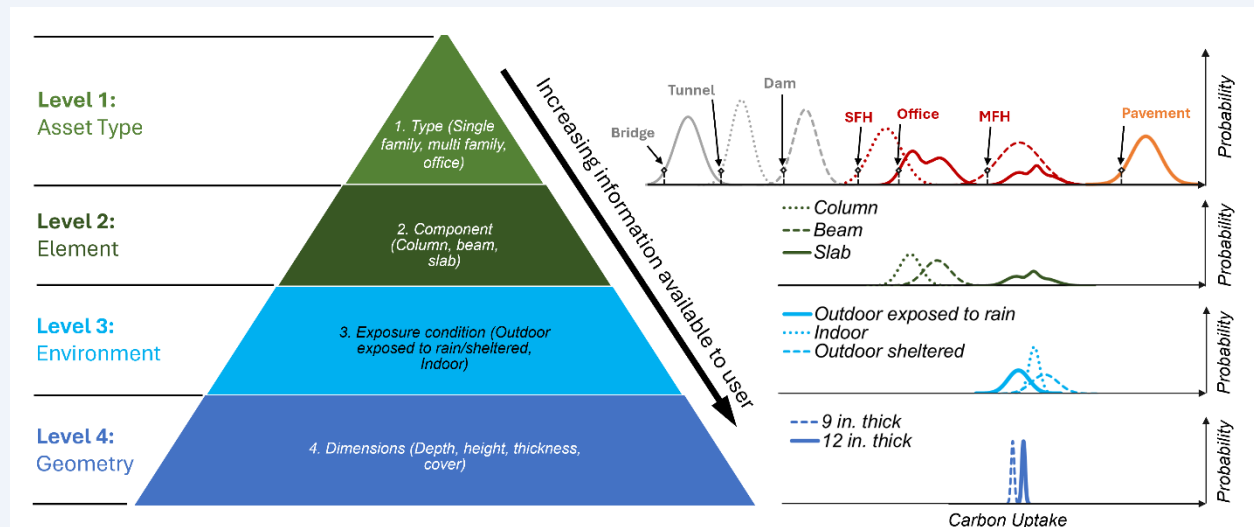 Level 1:
Asset Type
1. Type (Single
family, multi family,
office)
Level 2:
Element
2. Component
(Column, beam,
slab)
Level 3:
Environment
3. Exposure condition (Outdoor
exposed to rain/sheltered,
Indoor)
Level 4:
Geometry
4. Dimensions (Depth, height, thickness,
cover)
Increasing information available to user
Bridge
Tunnel
Dam
SFH
Office
MFH
Pavement
Probability
Column
Beam
Slab
Probability
Outdoor exposed to rain
Indoor
Outdoor sheltered
Probability
9 in. thick
12 in. thick
Probability
Carbon Uptake